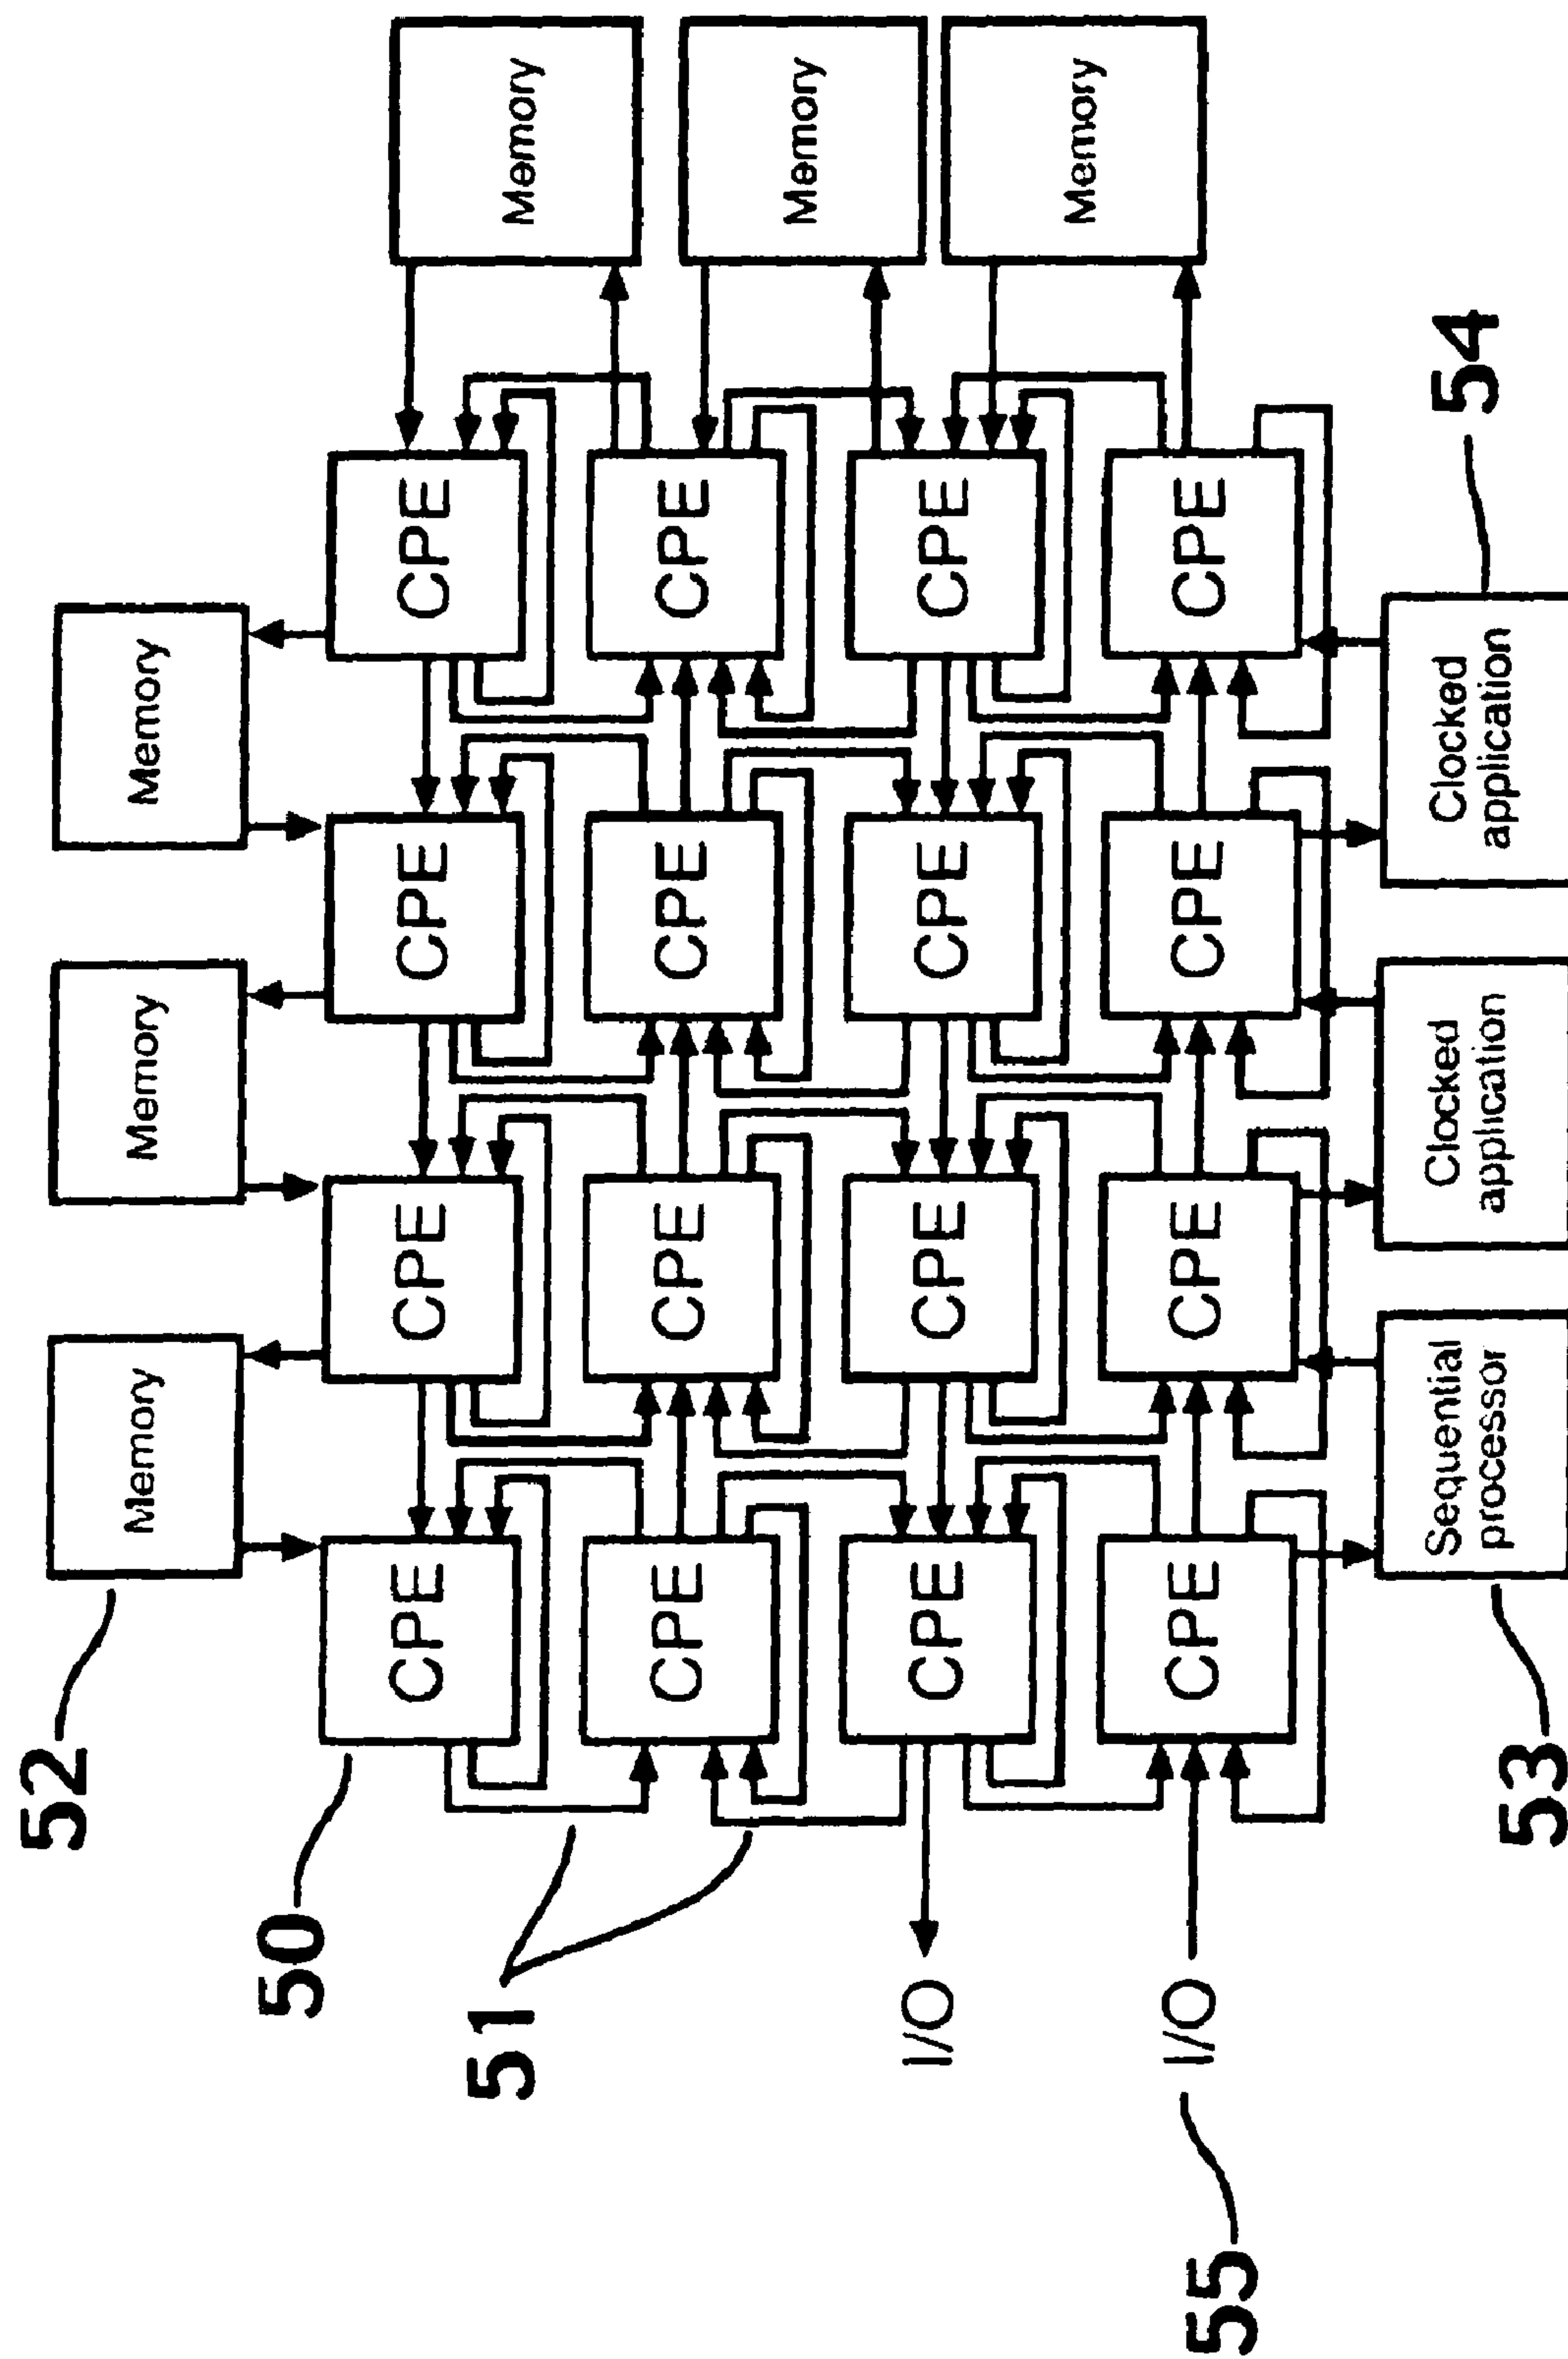 52
Memory
Memory
Memory
50
CPE
CPE
CPE
CPE
Memory
51
CPE
CPE
CPE
CPE
Memory
I/O
CPE
CPE
CPE
CPE
Memory
I/O
CPE
CPE
CPE
CPE
55
53
Sequential
processor
Clocked
application
Clocked
application
54